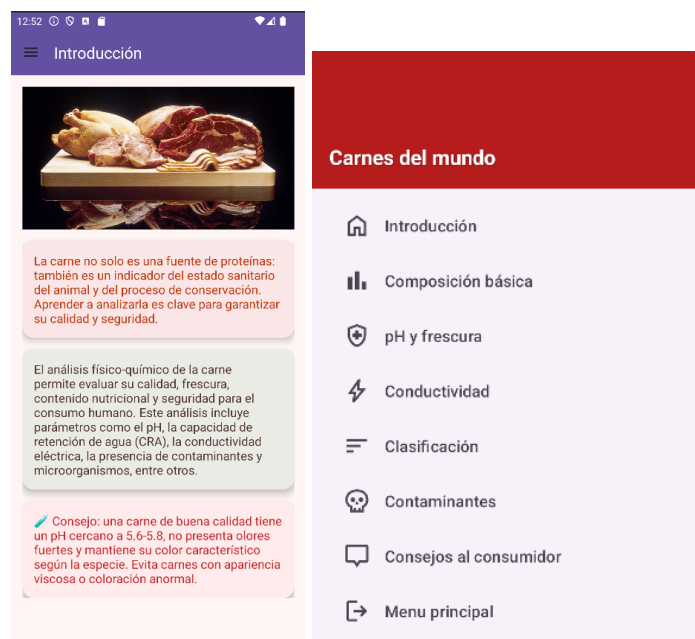 12:52
Introducción
La carne no solo es una fuente de proteínas:
también es un indicador del estado sanitario
del animal y del proceso de conservación.
Aprender a analizarla es clave para garantizar
su calidad y seguridad.
El análisis físico-químico de la carne
permite evaluar su calidad, frescura,
contenido nutricional y seguridad para el
consumo humano. Este análisis incluye
parámetros como el pH, la capacidad de
retención de agua (CRA), la conductividad
eléctrica, la presencia de contaminantes y
microorganismos, entre otros.
🧪 Consejo: una carne de buena calidad tiene
un pH cercano a 5.6-5.8, no presenta olores
fuertes y mantiene su color característico
según la especie. Evita carnes con apariencia
viscosa o coloración anormal.
Carnes del mundo
Introducción
Composición básica
pH y frescura
Conductividad
Clasificación
Contaminantes
Consejos al consumidor
Menu principal